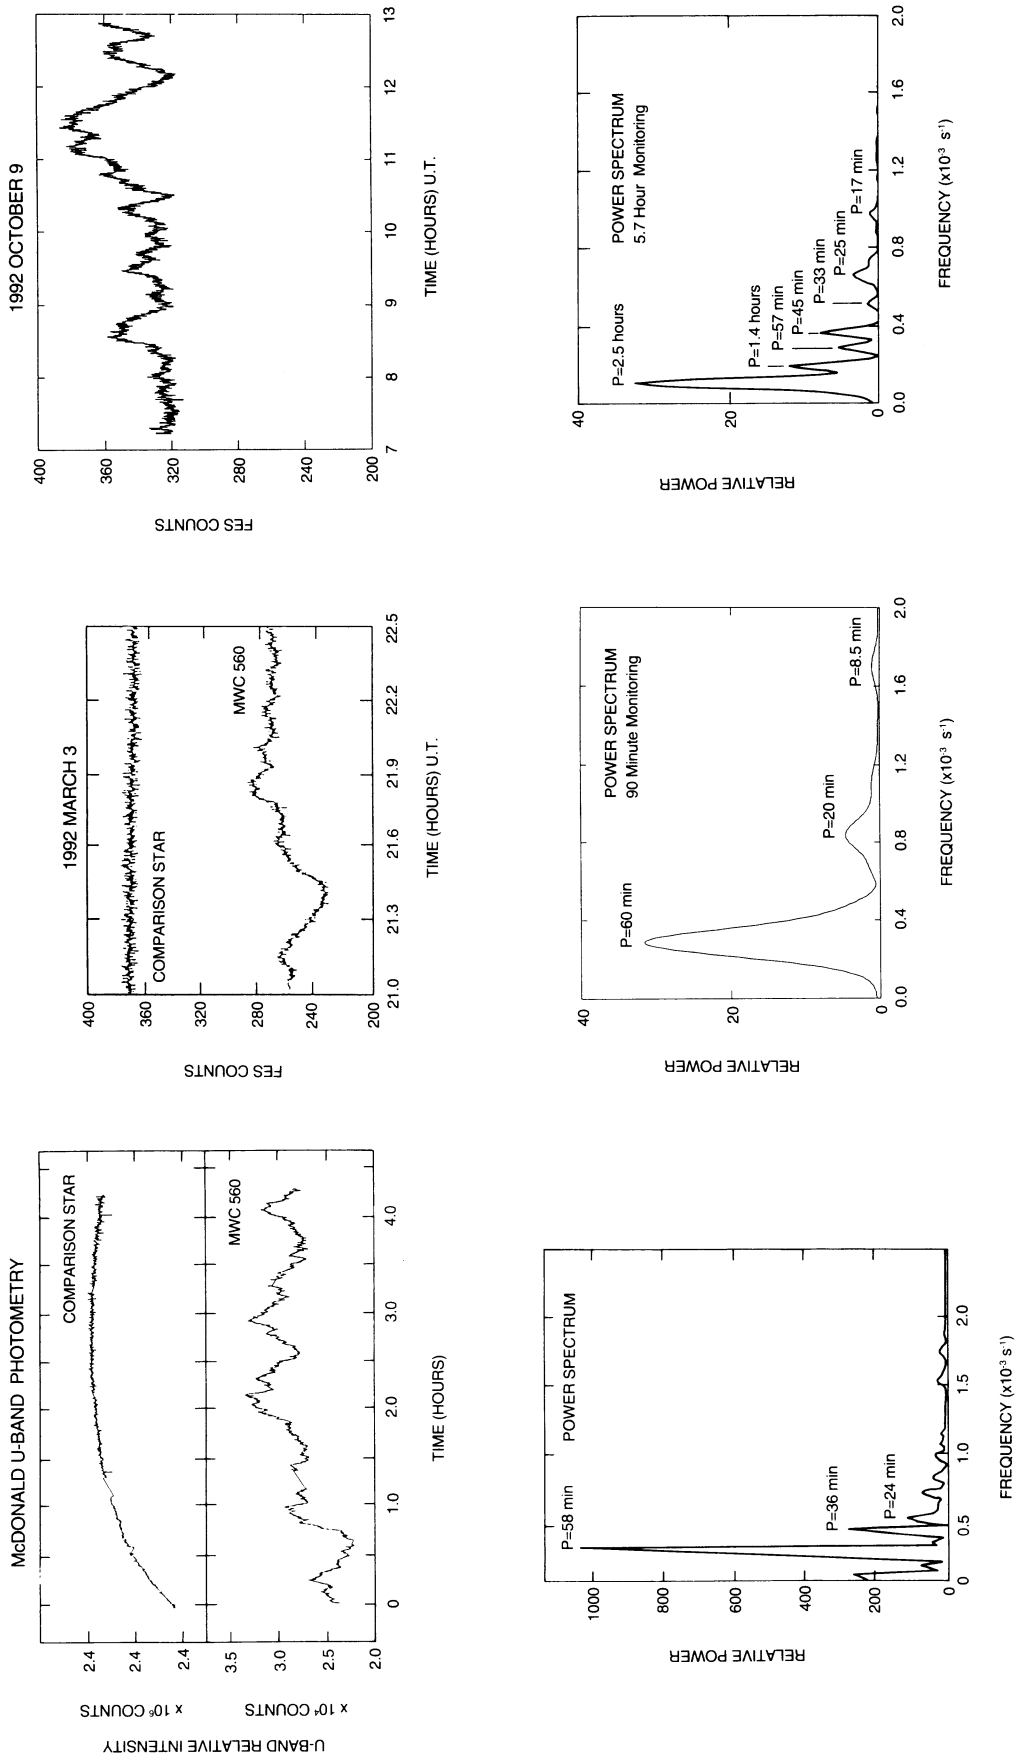 McDONALD U-BAND PHOTOMETRY
COMPARISON STAR
MWC 560
U-BAND RELATIVE INTENSITY
x 10⁶ COUNTS
x 10⁴ COUNTS
2.4
2.4
2.4
3.5
3.0
2.5
2.0
0
1.0
2.0
3.0
4.0
TIME (HOURS)
1992 MARCH 3
COMPARISON STAR
MWC 560
FES COUNTS
400
360
320
280
240
200
21.0
21.3
21.6
21.9
22.2
22.5
TIME (HOURS) U.T.
1992 OCTOBER 9
FES COUNTS
400
360
320
280
240
200
7
8
9
10
11
12
13
TIME (HOURS) U.T.
POWER SPECTRUM
P=58 min
P=36 min
P=24 min
RELATIVE POWER
1000
800
600
400
200
0
0
0.5
1.0
1.5
2.0
FREQUENCY (x10⁻³ s⁻¹)
POWER SPECTRUM
90 Minute Monitoring
P=60 min
P=20 min
P=8.5 min
RELATIVE POWER
40
20
0
0.0
0.4
0.8
1.2
1.6
2.0
FREQUENCY (x10⁻³ s⁻¹)
POWER SPECTRUM
5.7 Hour Monitoring
P=2.5 hours
P=1.4 hours
P=57 min
P=45 min
P=33 min
P=25 min
P=17 min
RELATIVE POWER
40
20
0
0.0
0.4
0.8
1.2
1.6
2.0
FREQUENCY (x10⁻³ s⁻¹)